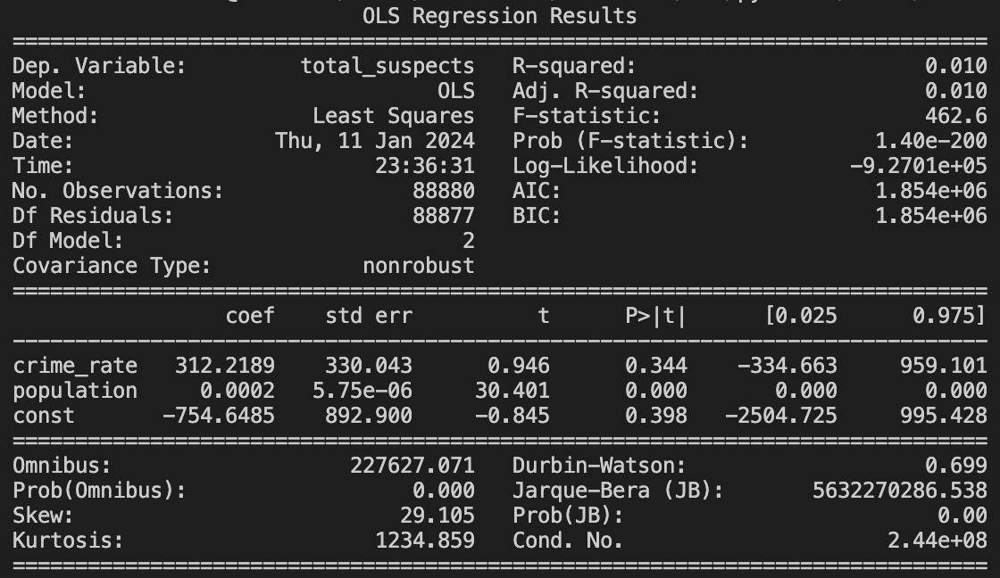 OLS Regression Results
==============================================================================
Dep. Variable: total_suspects R-squared: 0.010
Model: OLS Adj. R-squared: 0.010
Method: Least Squares F-statistic: 462.6
Date: Thu, 11 Jan 2024 Prob (F-statistic): 1.40e-200
Time: 23:36:31 Log-Likelihood: -9.2701e+05
No. Observations: 88880 AIC: 1.854e+06
Df Residuals: 88877 BIC: 1.854e+06
Df Model: 2
Covariance Type: nonrobust
==============================================================================
coef std err t P>|t| [0.025 0.975]
------------------------------------------------------------------------------
crime_rate 312.2189 330.043 0.946 0.344 -334.663 959.101
population 0.0002 5.75e-06 30.401 0.000 0.000 0.000
const -754.6485 892.900 -0.845 0.398 -2504.725 995.428
==============================================================================
Omnibus: 227627.071 Durbin-Watson: 0.699
Prob(Omnibus): 0.000 Jarque-Bera (JB): 5632270286.538
Skew: 29.105 Prob(JB): 0.00
Kurtosis: 1234.859 Cond. No. 2.44e+08
==============================================================================